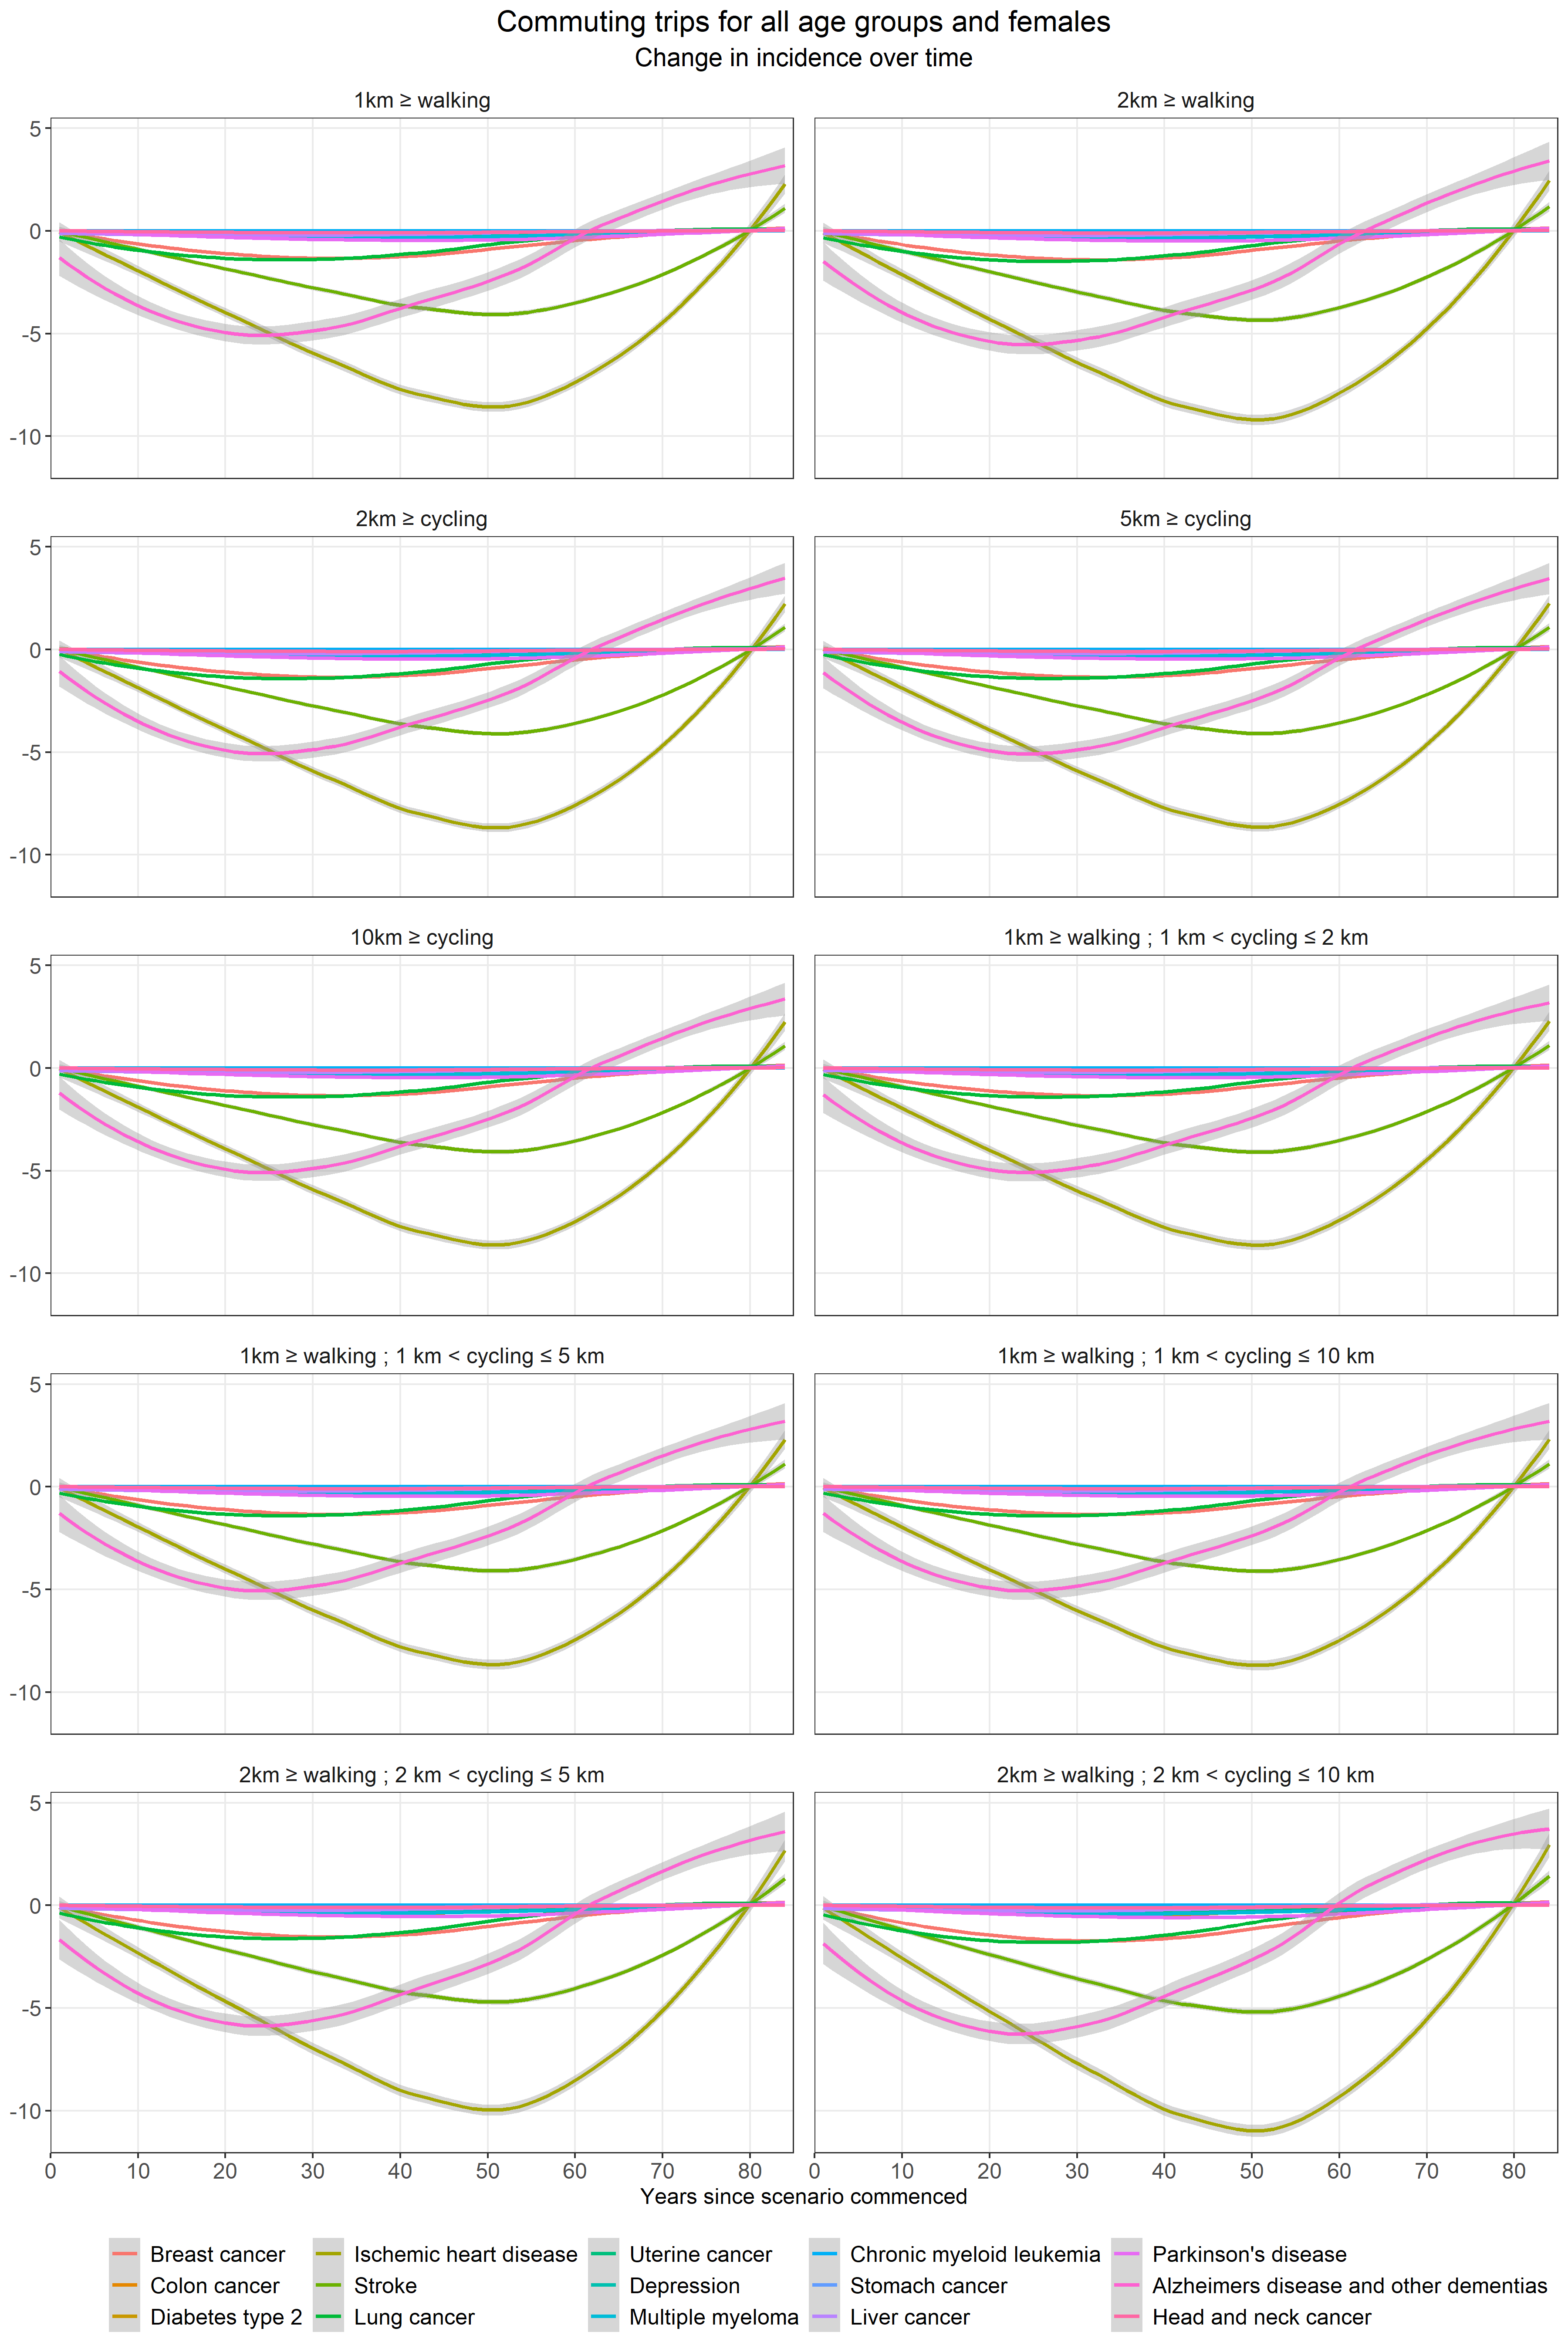 Commuting trips for all age groups and females
Change in incidence over time
1km ≥ walking
2km ≥ walking
5
0
-5
-10
2km ≥ cycling
5km ≥ cycling
5
0
-5
-10
10km ≥ cycling
1km ≥ walking ; 1 km < cycling ≤ 2 km
5
0
-5
-10
1km ≥ walking ; 1 km < cycling ≤ 5 km
1km ≥ walking ; 1 km < cycling ≤ 10 km
5
0
-5
-10
2km ≥ walking ; 2 km < cycling ≤ 5 km
2km ≥ walking ; 2 km < cycling ≤ 10 km
5
0
-5
-10
0 10 20 30 40 50 60 70 80
0 10 20 30 40 50 60 70 80
Years since scenario commenced
Breast cancer
Colon cancer
Diabetes type 2
Ischemic heart disease
Stroke
Lung cancer
Uterine cancer
Depression
Multiple myeloma
Chronic myeloid leukemia
Stomach cancer
Liver cancer
Parkinson's disease
Alzheimers disease and other dementias
Head and neck cancer